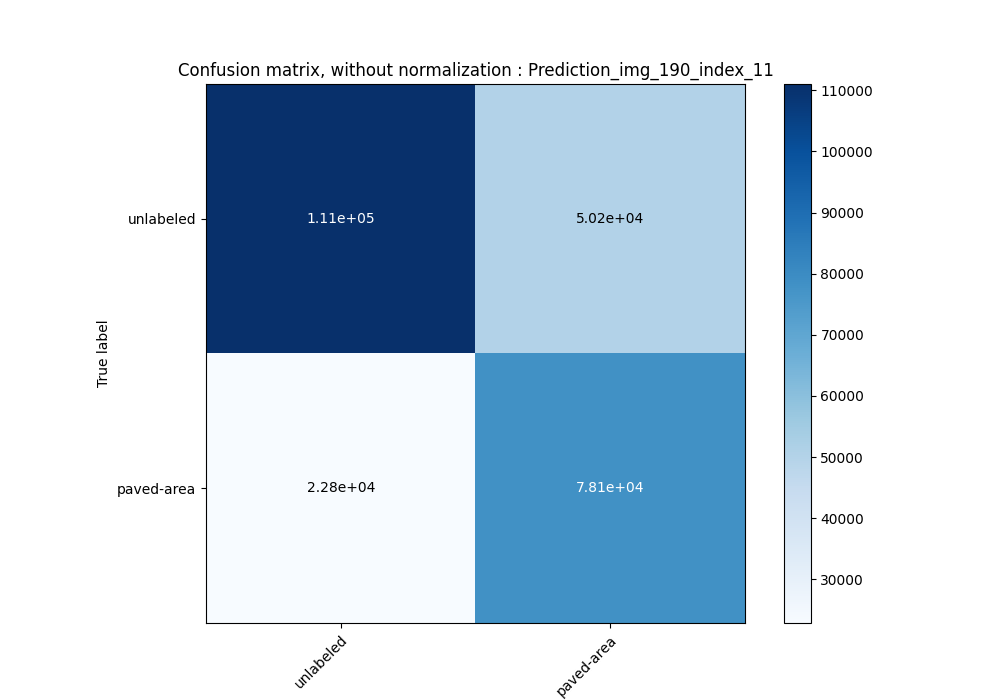 Confusion matrix, without normalization : Prediction_img_190_index_11
110000
100000
90000
80000
70000
60000
50000
40000
30000
True label
unlabeled
1.11e+05
5.02e+04
paved-area
2.28e+04
7.81e+04
unlabeled
paved-area